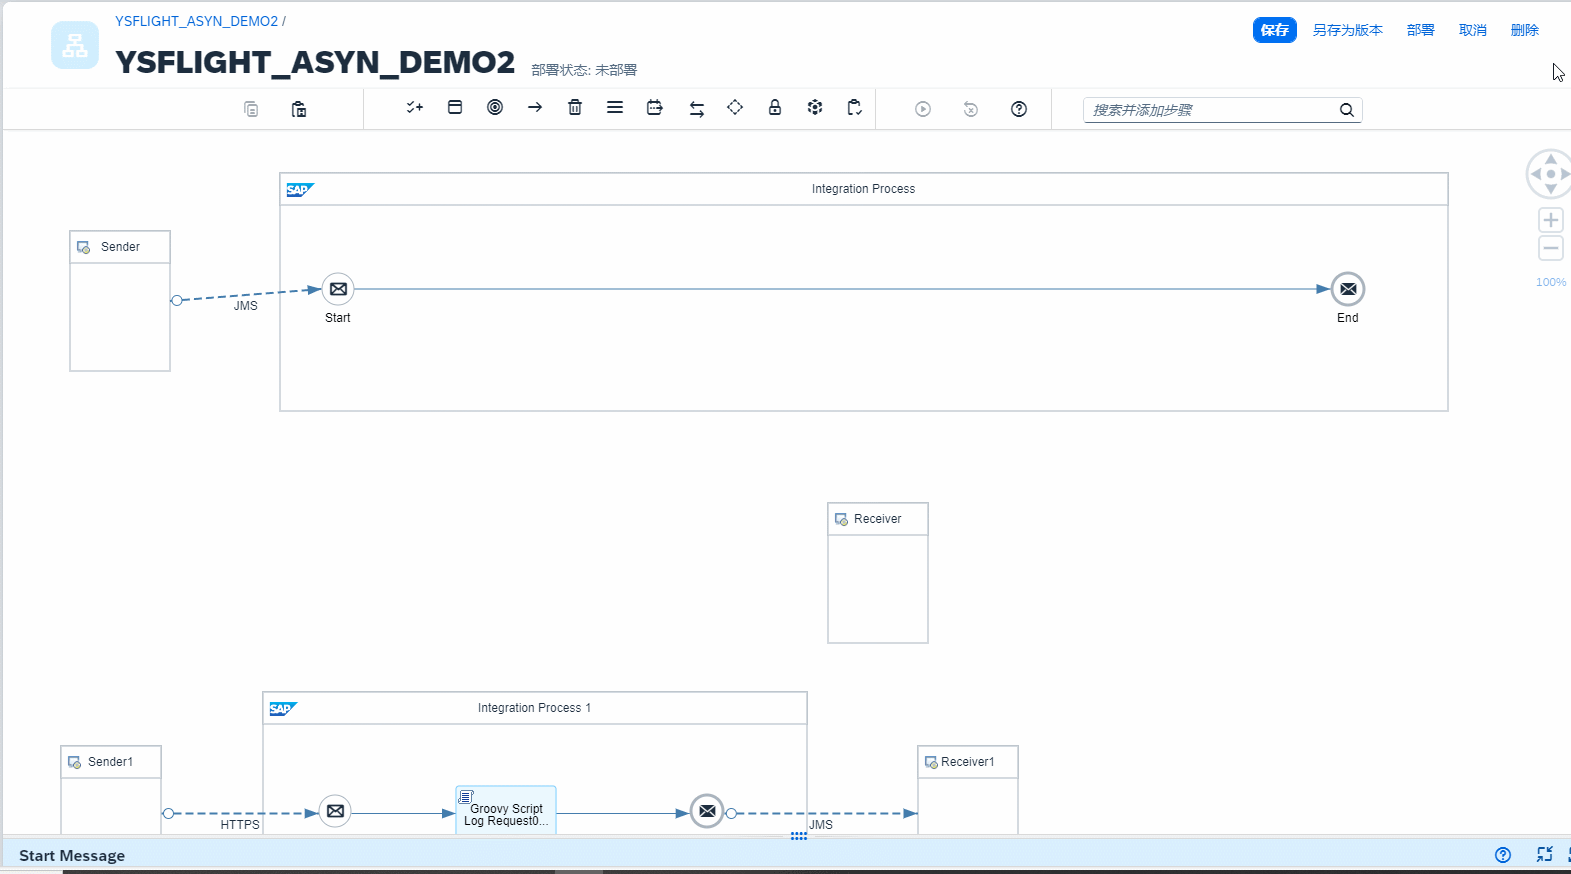 YSFLIGHT_ASYN_DEMO2 /
YSFLIGHT_ASYN_DEMO2
部署状态: 未部署
保存 另存为版本 部署 取消 删除
搜索并添加步骤
SAP
Integration Process
Sender
JMS
Start
End
100%
Receiver
SAP
Integration Process 1
Sender1
HTTPS
Groovy Script
Log Request0...
JMS
Receiver1
Start Message